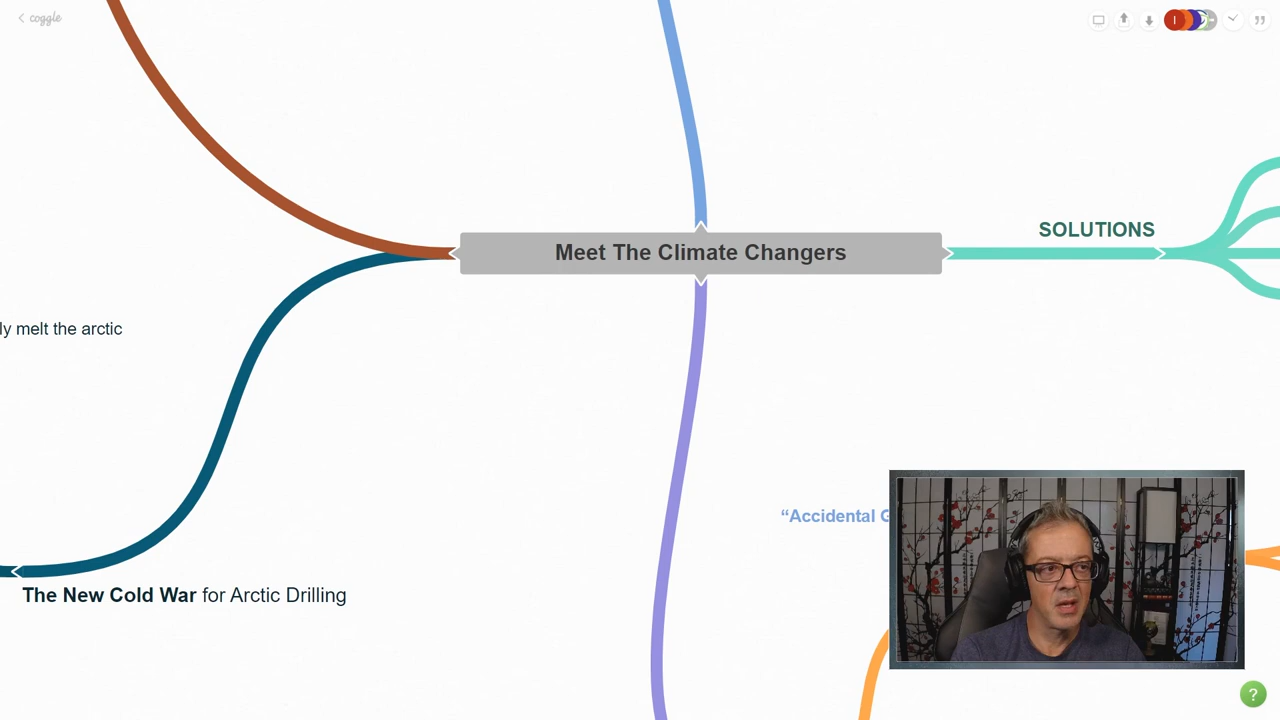 coggle
Meet The Climate Changers
SOLUTIONS
ly melt the arctic
"Accidental
The New Cold War for Arctic Drilling
?